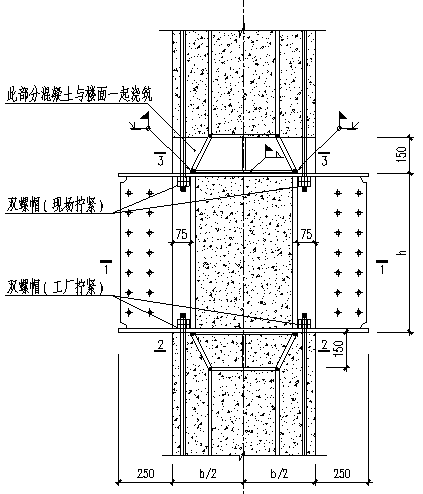 此部分混凝土与楼面一起浇筑
3
3
150
双螺帽(现场拧紧)
75
75
1
1
h
双螺帽(工厂拧紧)
2
2
150
250
b/2
b/2
250